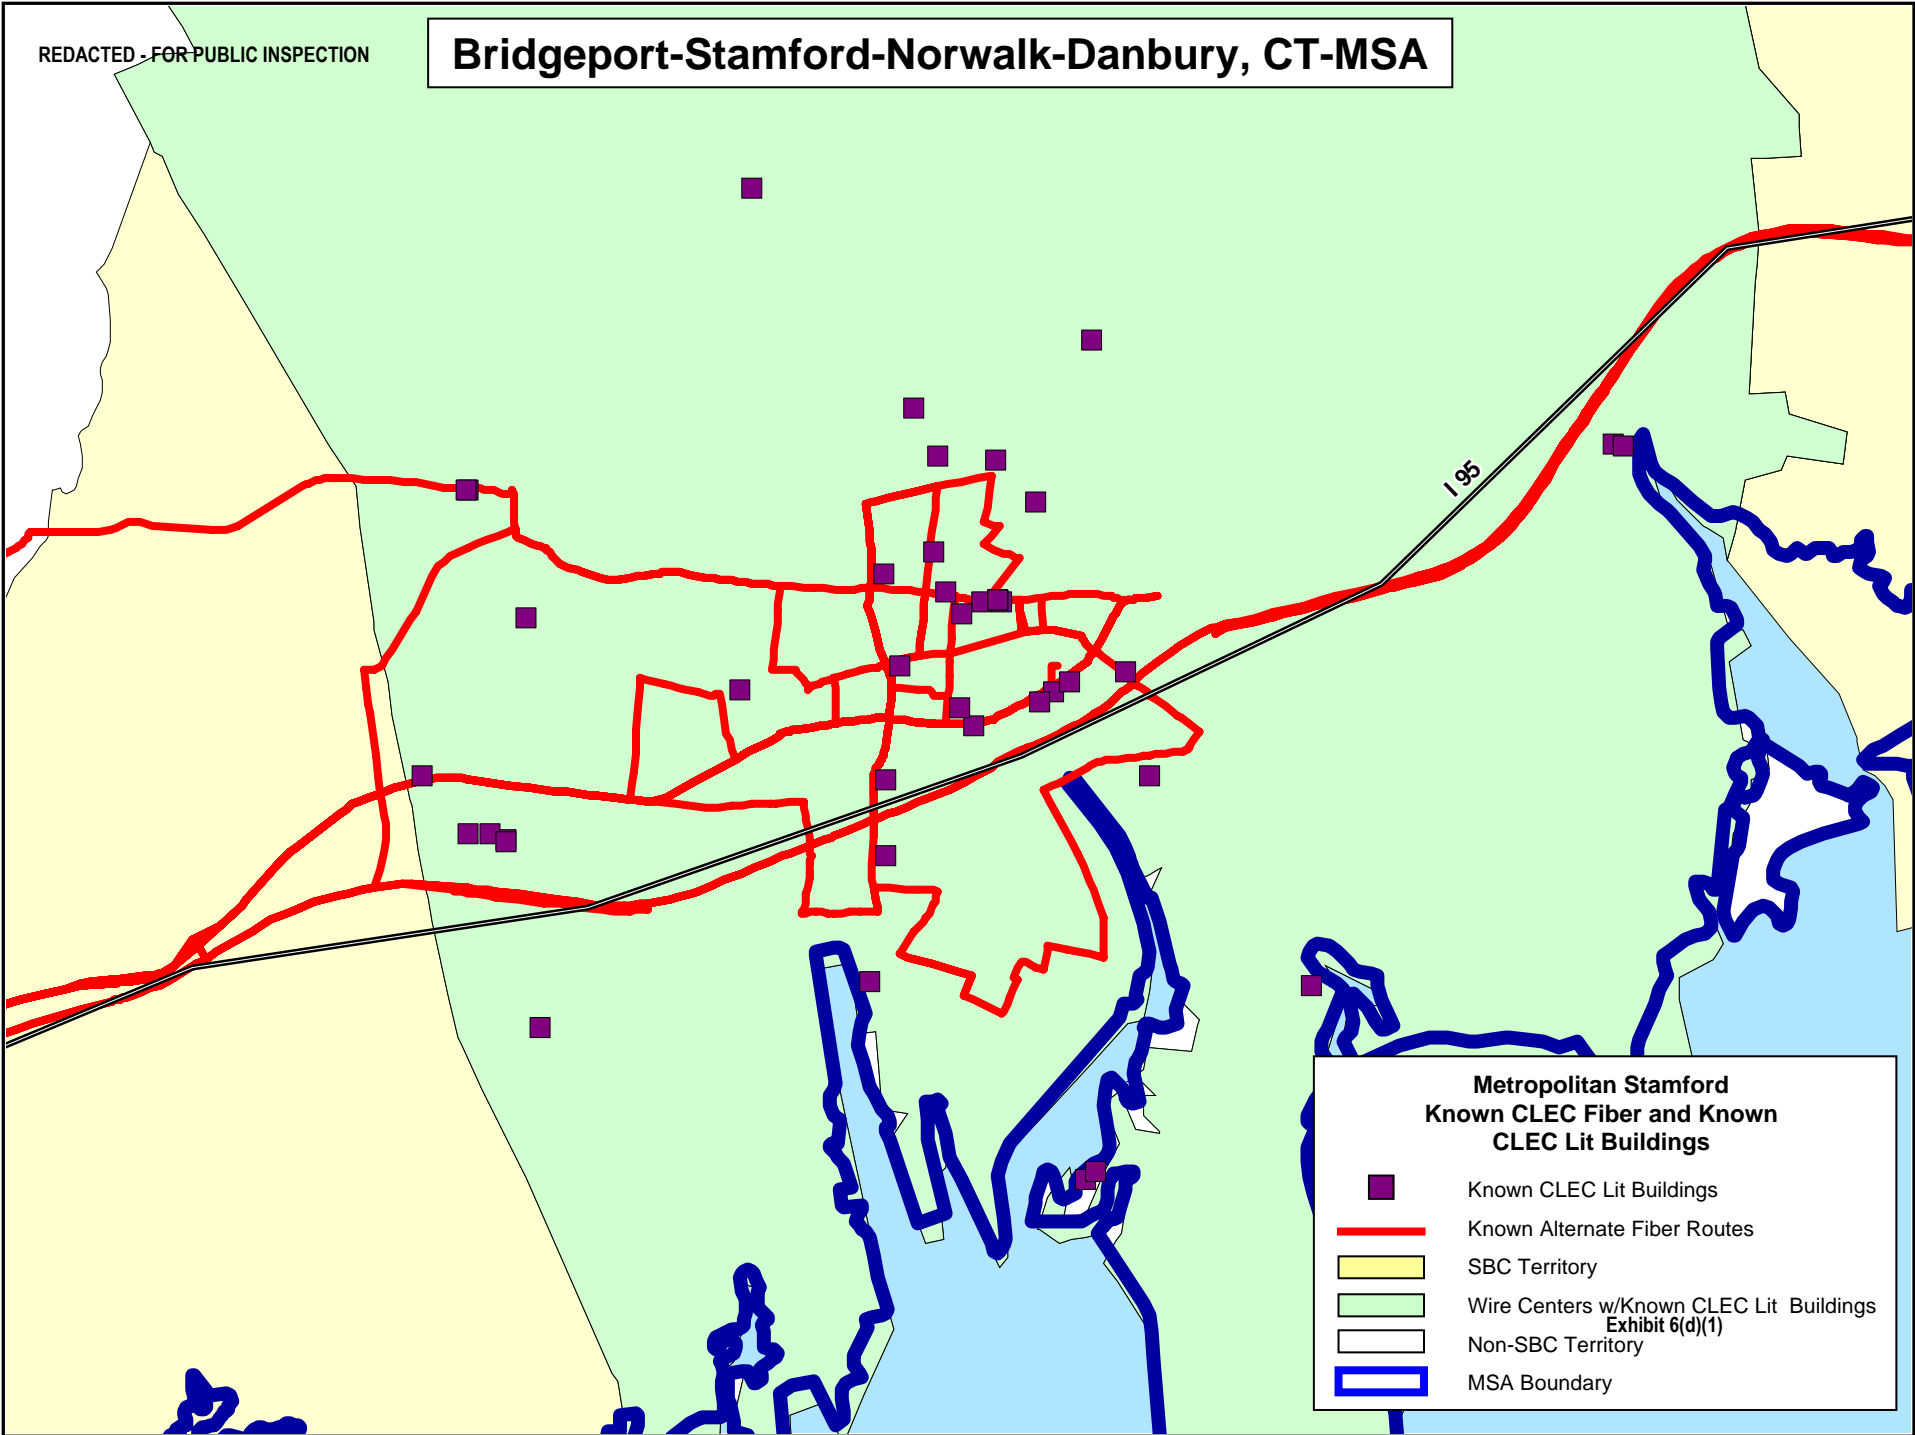 REDACTED - FOR PUBLIC INSPECTION
Bridgeport-Stamford-Norwalk-Danbury, CT-MSA
I 95
Metropolitan Stamford
Known CLEC Fiber and Known
CLEC Lit Buildings
Known CLEC Lit Buildings
Known Alternate Fiber Routes
SBC Territory
Wire Centers w/Known CLEC Lit Buildings
Exhibit 6(d)(1)
Non-SBC Territory
MSA Boundary